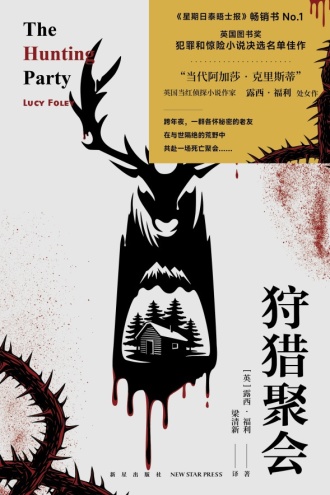 The
Hunting
Party
LUCY FOLEY
《星期日泰晤士报》畅销书 No.1
英国图书奖
犯罪和惊险小说决选名单佳作
“当代阿加莎·克里斯蒂”
英国当红侦探小说作家 露西·福利 处女作
跨年夜，一群各怀秘密的老友
在与世隔绝的荒野中
共赴一场死亡聚会……
狩猎聚会
[英] 露西·福利 著
梁清新 译
新星出版社 NEW STAR PRESS